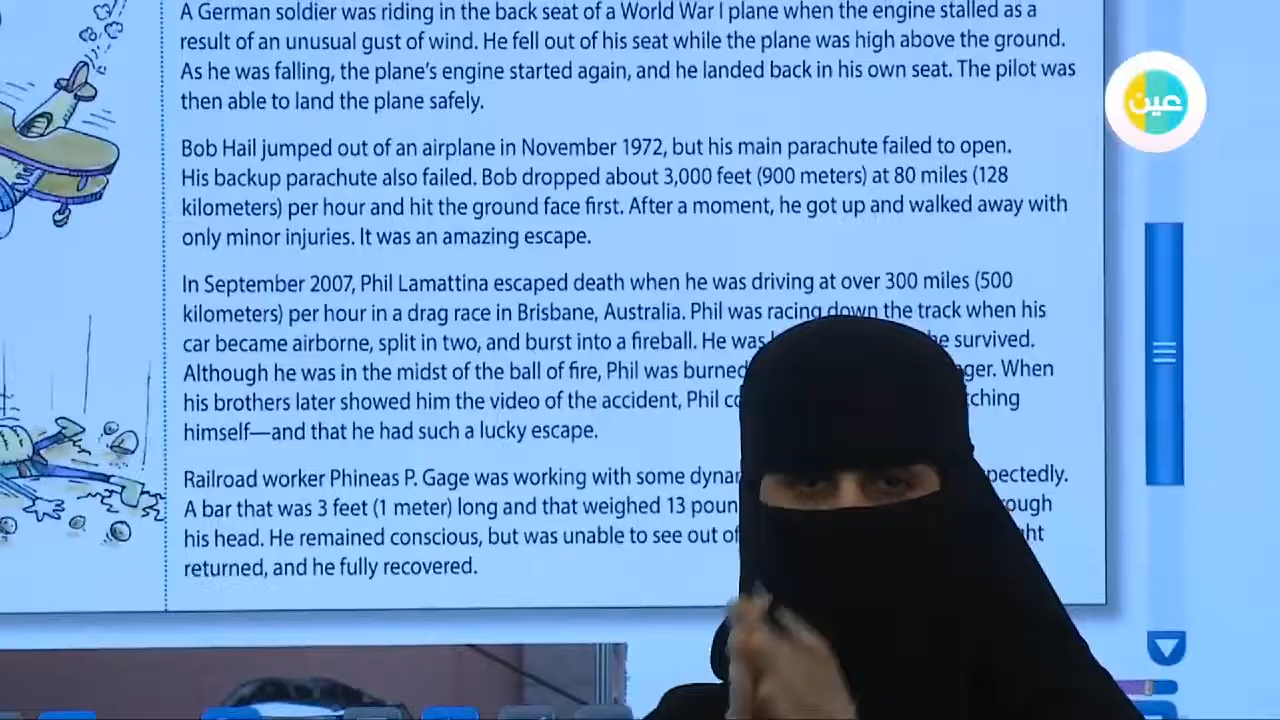 A German soldier was riding in the back seat of a World War I plane when the engine stalled as a
result of an unusual gust of wind. He fell out of his seat while the plane was high above the ground.
As he was falling, the plane's engine started again, and he landed back in his own seat. The pilot was
then able to land the plane safely.
عين
Bob Hail jumped out of an airplane in November 1972, but his main parachute failed to open.
His backup parachute also failed. Bob dropped about 3,000 feet (900 meters) at 80 miles (128
kilometers) per hour and hit the ground face first. After a moment, he got up and walked away with
only minor injuries. It was an amazing escape.
In September 2007, Phil Lamattina escaped death when he was driving at over 300 miles (500
kilometers) per hour in a drag race in Brisbane, Australia. Phil was racing down the track when his
car became airborne, split in two, and burst into a fireball. He was survived.
Although he was in the midst of the ball of fire, Phil was burned When
his brothers later showed him the video of the accident, Phil
himself—and that he had such a lucky escape.
Railroad worker Phineas P. Gage was working with some
A bar that was 3 feet (1 meter) long and that weighed 13
his head. He remained conscious, but was unable to see out of
returned, and he fully recovered.